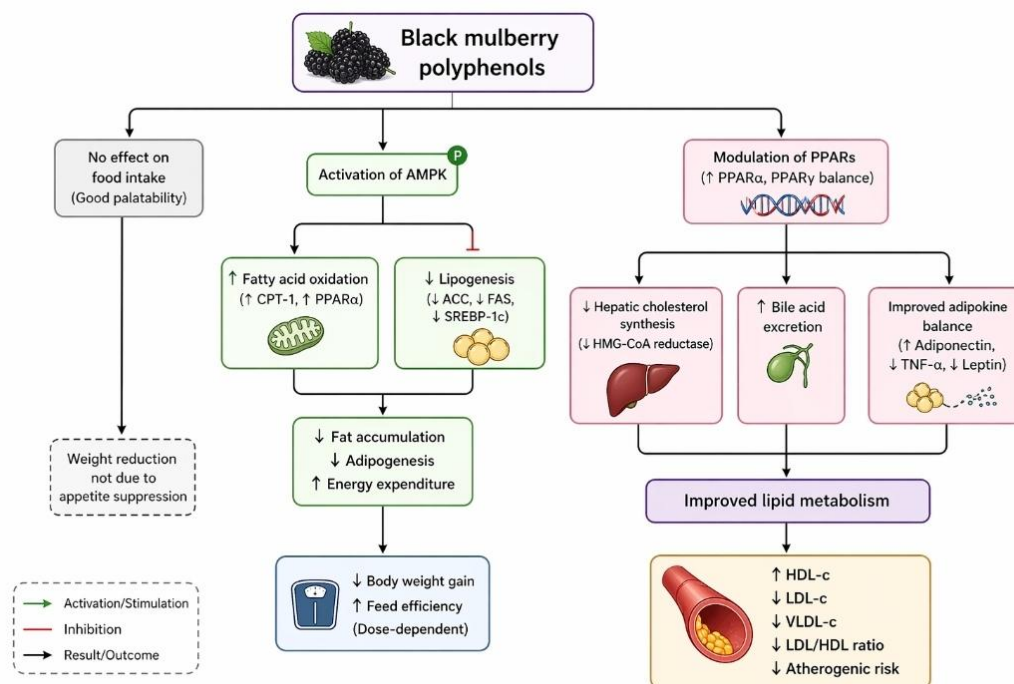 Black mulberry
polyphenols
No effect on
food intake
(Good palatability)
Weight reduction
not due to
appetite suppression
P
Activation of AMPK
↑ Fatty acid oxidation
(↑ CPT-1, ↑ PPARα)
↓ Lipogenesis
(↓ ACC, ↓ FAS,
↓ SREBP-1c)
↓ Fat accumulation
↓ Adipogenesis
↑ Energy expenditure
↓ Body weight gain
↑ Feed efficiency
(Dose-dependent)
Modulation of PPARs
(↑ PPARα, PPARγ balance)
↓ Hepatic cholesterol
synthesis
(↓ HMG-CoA reductase)
↑ Bile acid
excretion
Improved adipokine
balance
(↑ Adiponectin,
↓ TNF-α, ↓ Leptin)
Improved lipid metabolism
↑ HDL-c
↓ LDL-c
↓ VLDL-c
↓ LDL/HDL ratio
↓ Atherogenic risk
Activation/Stimulation
Inhibition
Result/Outcome